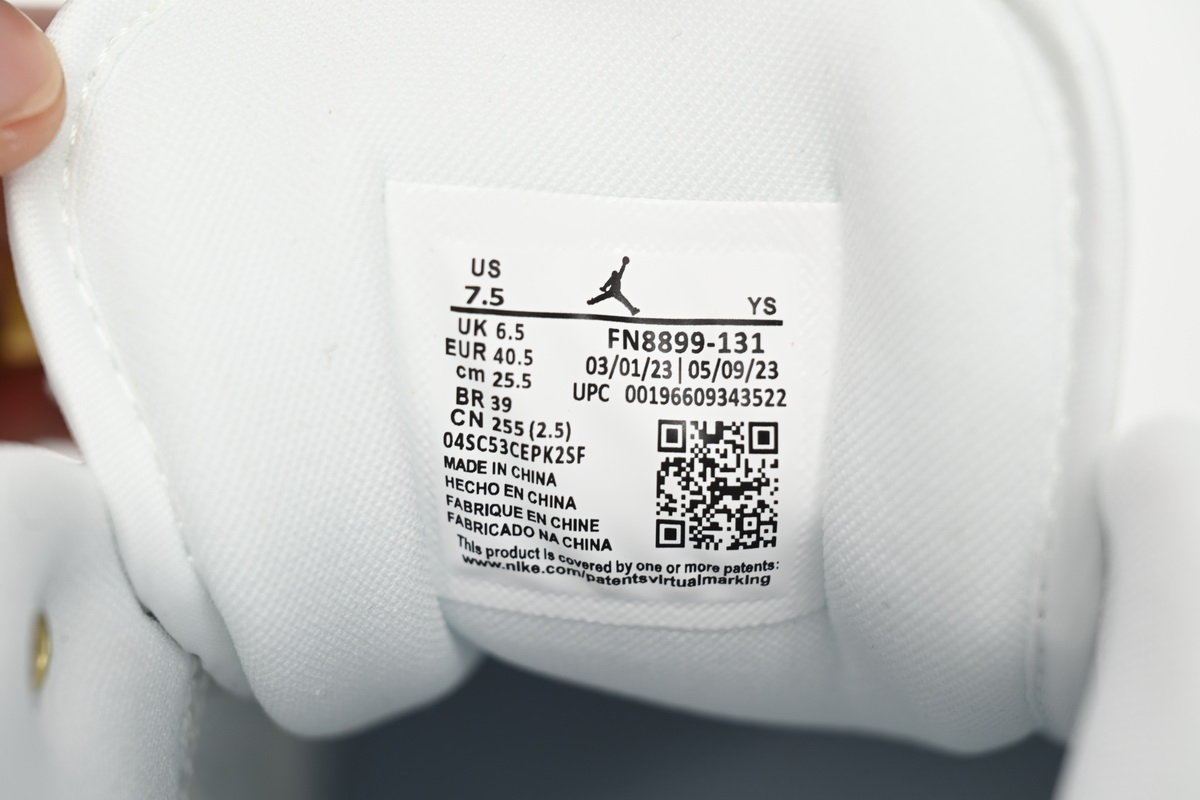 US
7.5
YS
UK 6.5
EUR 40.5
cm 25.5
BR 39
CN 255 (2.5)
04SC53CEPK2SF
MADE IN CHINA
HECHO EN CHINA
FABRIQUE EN CHINE
FABRICADO NA CHINA
FN8899-131
03/01/23 | 05/09/23
UPC 00196609343522
This product is covered by one or more patents:
www.nike.com/patentsvirtualmarking